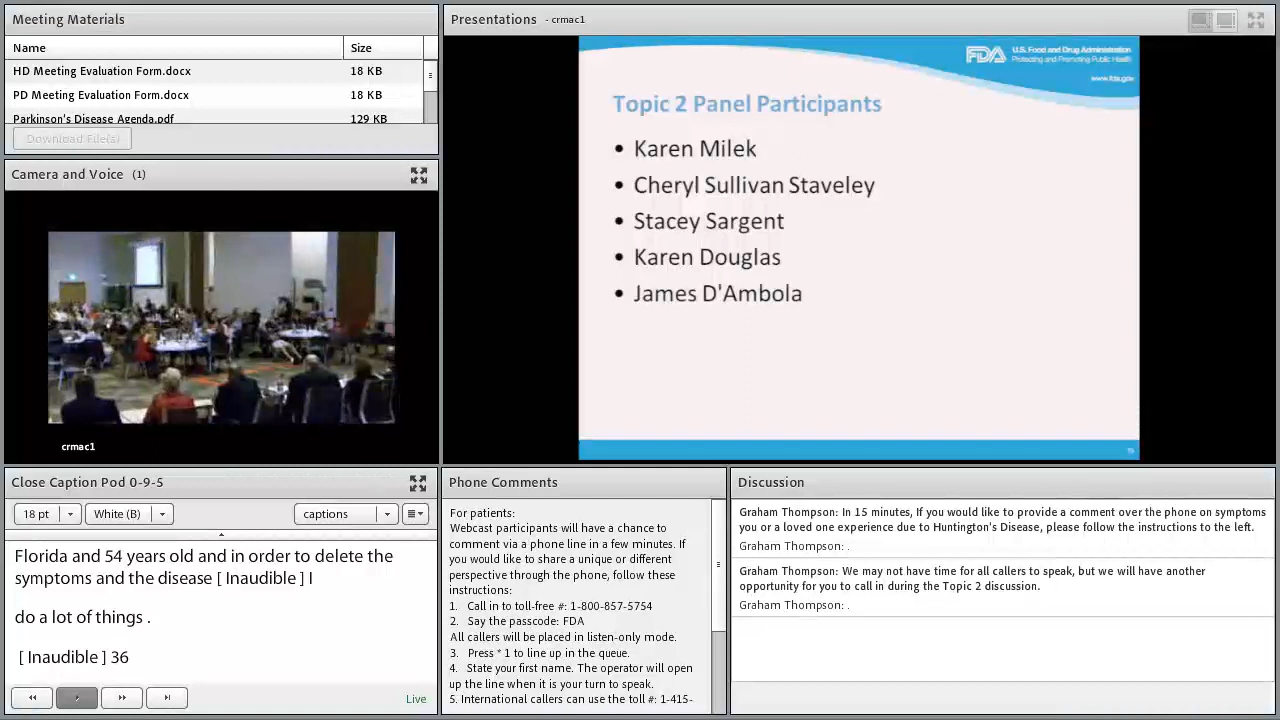 Meeting Materials
Name Size
HD Meeting Evaluation Form.docx 18 KB
PD Meeting Evaluation Form.docx 18 KB
Parkinson's Disease Agenda.pdf 129 KB
Download File(s)
Camera and Voice (1)
crmac1
Presentations - crmac1
FDA U.S. Food and Drug Administration
Protecting and Promoting Public Health
www.fda.gov
Topic 2 Panel Participants
• Karen Milek
• Cheryl Sullivan Staveley
• Stacey Sargent
• Karen Douglas
• James D'Ambola
Close Caption Pod 0-9-5
18 pt White (B) captions
Florida and 54 years old and in order to delete the
symptoms and the disease [ Inaudible ] I
do a lot of things .
[ Inaudible ] 36
Live
Phone Comments
For patients:
Webcast participants will have a chance to
comment via a phone line in a few minutes. If
you would like to share a unique or different
perspective through the phone, follow these
instructions:
1. Call in to toll-free #: 1-800-857-5754
2. Say the passcode: FDA
All callers will be placed in listen-only mode.
3. Press * 1 to line up in the queue.
4. State your first name. The operator will open
up the line when it is your turn to speak.
5. International callers can use the toll #: 1-415-
Discussion
Graham Thompson: In 15 minutes, If you would like to provide a comment over the phone on symptoms
you or a loved one experience due to Huntington's Disease, please follow the instructions to the left.
Graham Thompson: .
Graham Thompson: We may not have time for all callers to speak, but we will have another
opportunity for you to call in during the Topic 2 discussion.
Graham Thompson: .